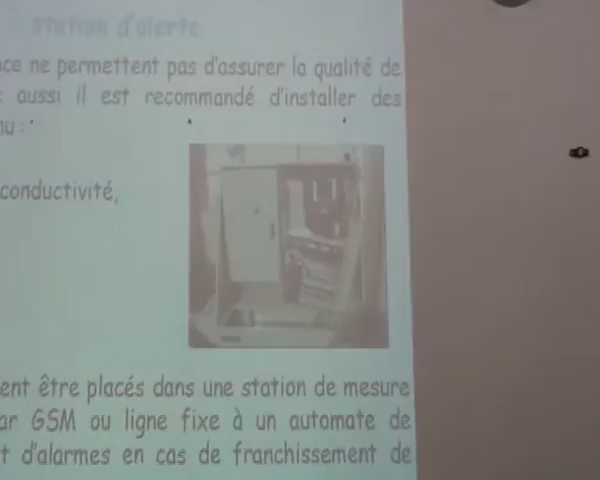 station d'alerte
ce ne permettent pas d'assurer la qualité de
aussi il est recommandé d'installer des
au :
conductivité,
ent être placés dans une station de mesure
ar GSM ou ligne fixe à un automate de
t d'alarmes en cas de franchissement de